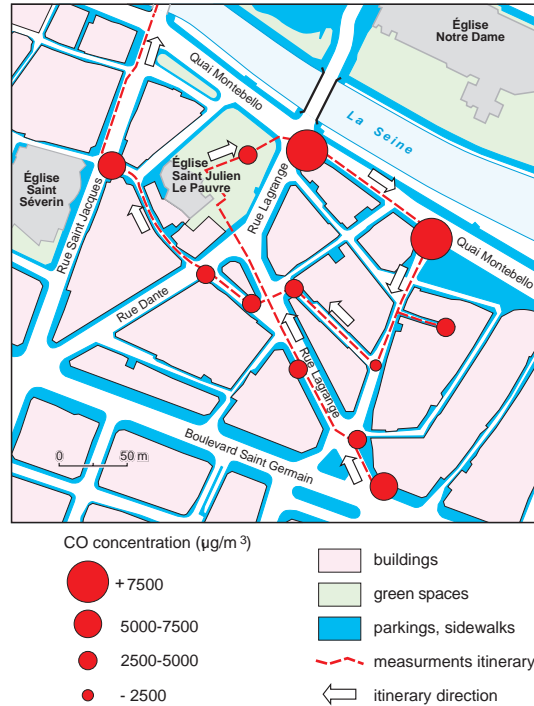 Église
Notre Dame
Quai Montebello
La Seine
Église
Saint Julien
Le Pauvre
Église
Saint
Séverin
Rue Saint Jacques
Rue Lagrange
Quai Montebello
Rue Dante
Rue Lagrange
Boulevard Saint Germain
0 50 m
CO concentration (µg/m³)
+ 7500
5000-7500
2500-5000
- 2500
buildings
green spaces
parkings, sidewalks
measurments itinerary
itinerary direction